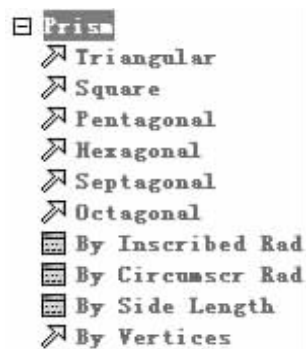 Prism
Triangular
Square
Pentagonal
Hexagonal
Septagonal
Octagonal
By Inscribed Rad
By Circumscr Rad
By Side Length
By Vertices